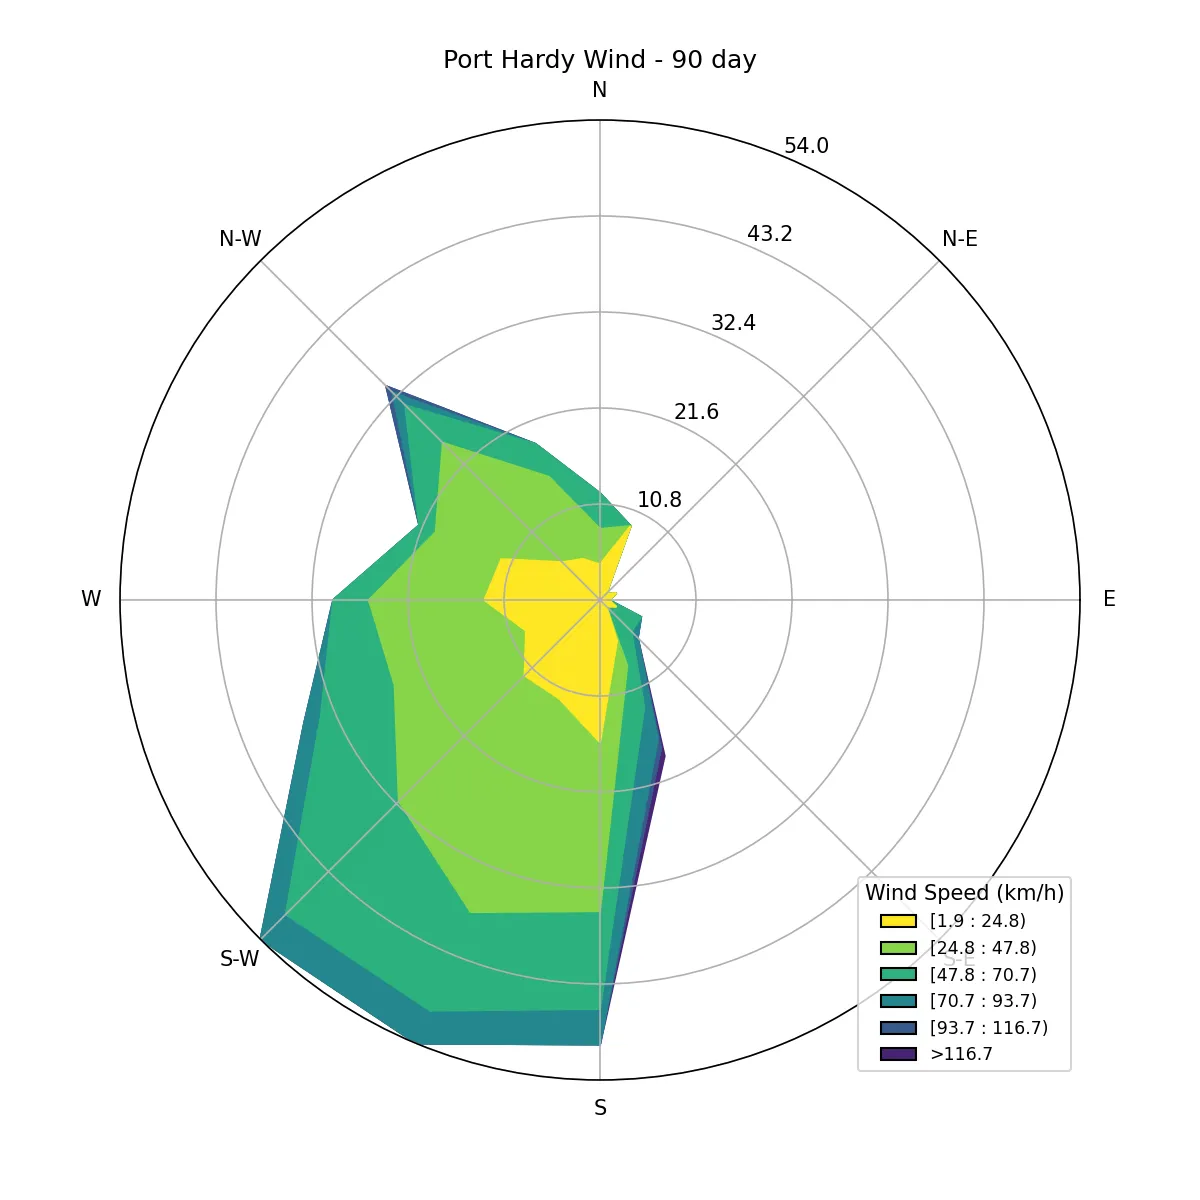 Port Hardy Wind - 90 day
N
54.0
43.2
N-W
N-E
32.4
21.6
10.8
W
E
S-W
S-E
S
Wind Speed (km/h)
[1.9 : 24.8)
[24.8 : 47.8)
[47.8 : 70.7)
[70.7 : 93.7)
[93.7 : 116.7)
>116.7